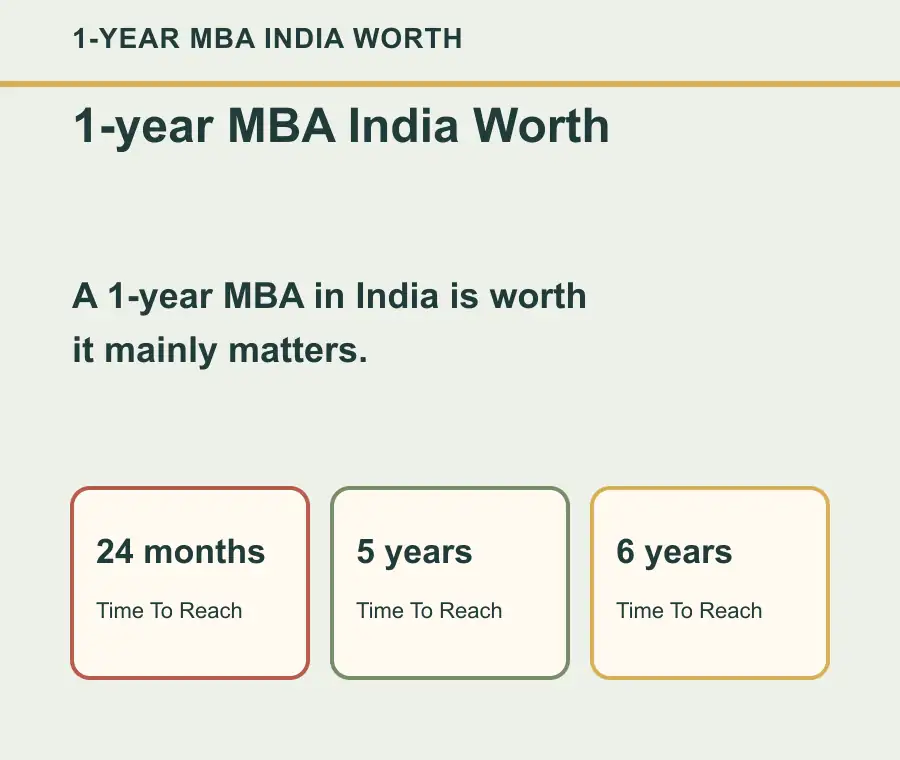 1-YEAR MBA INDIA WORTH
1-year MBA India Worth
A 1-year MBA in India is worth
it mainly matters.
24 months
Time To Reach
5 years
Time To Reach
6 years
Time To Reach